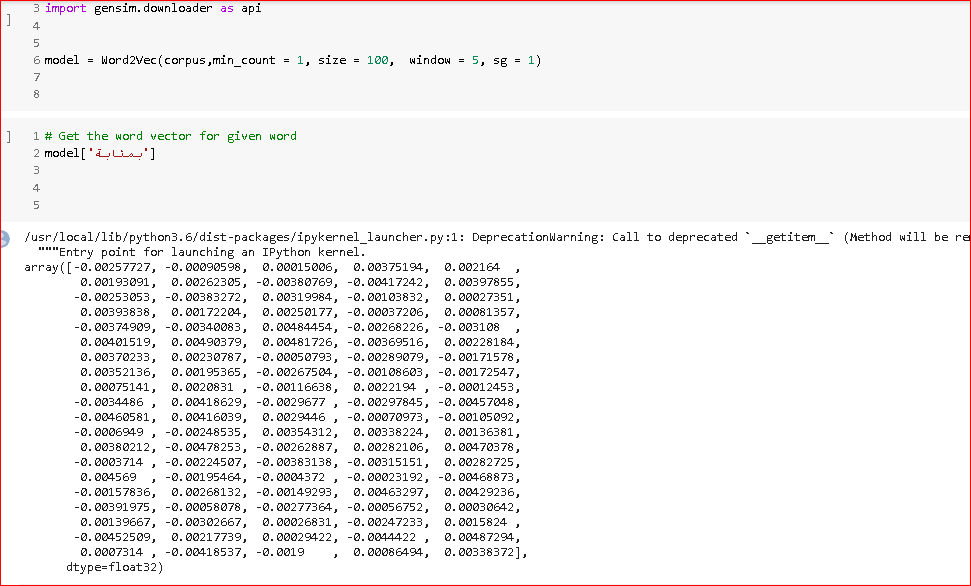 ]
3 import gensim.downloader as api
4
5
6 model = Word2Vec(corpus,min_count = 1, size = 100,  window = 5, sg = 1)
7
8
]
1 # Get the word vector for given word
2 model['بمثابة']
3
4
5
/usr/local/lib/python3.6/dist-packages/ipykernel_launcher.py:1: DeprecationWarning: Call to deprecated `__getitem__` (Method will be
  """Entry point for launching an IPython kernel.
array([-0.00257727, -0.00090598,  0.00015006,  0.00375194,  0.002164  ,
        0.00193091,  0.00262305, -0.00380769, -0.00417242,  0.00397855,
       -0.00253053, -0.00383272,  0.00319984, -0.00103832,  0.00027351,
        0.00393838,  0.00172204,  0.00250177, -0.00037206,  0.00081357,
       -0.00374909, -0.00340083,  0.00484454, -0.00268226, -0.003108  ,
        0.00401519,  0.00490379,  0.00481726, -0.00369516,  0.00228184,
        0.00370233,  0.00230787, -0.00050793, -0.00289079, -0.00171578,
        0.00352136,  0.00195365, -0.00267504, -0.00108603, -0.00172547,
        0.00075141,  0.0020831 , -0.00116638,  0.0022194 , -0.00012453,
       -0.0034486 ,  0.00418629, -0.0029677 , -0.00297845, -0.00457048,
       -0.00460581,  0.00416039,  0.0029446 , -0.00070973, -0.00105092,
       -0.0006949 , -0.00248535,  0.00354312,  0.00338224,  0.00136381,
        0.00380212, -0.00478253, -0.00262887,  0.00282106,  0.00470378,
       -0.0003714 , -0.00224507, -0.00383138, -0.00315151,  0.00282725,
        0.004569  , -0.00195464, -0.0004372 , -0.00023192, -0.00468873,
       -0.00157836,  0.00268132, -0.00149293,  0.00463297,  0.00429236,
       -0.00391975, -0.00058078, -0.00277364, -0.00056752,  0.00030642,
        0.00139667, -0.00302667,  0.00026831, -0.00247233,  0.0015824 ,
       -0.00452509,  0.00217739,  0.00029422, -0.0044422 ,  0.00487294,
        0.0007314 , -0.00418537, -0.0019    ,  0.00086494,  0.00338372],
      dtype=float32)